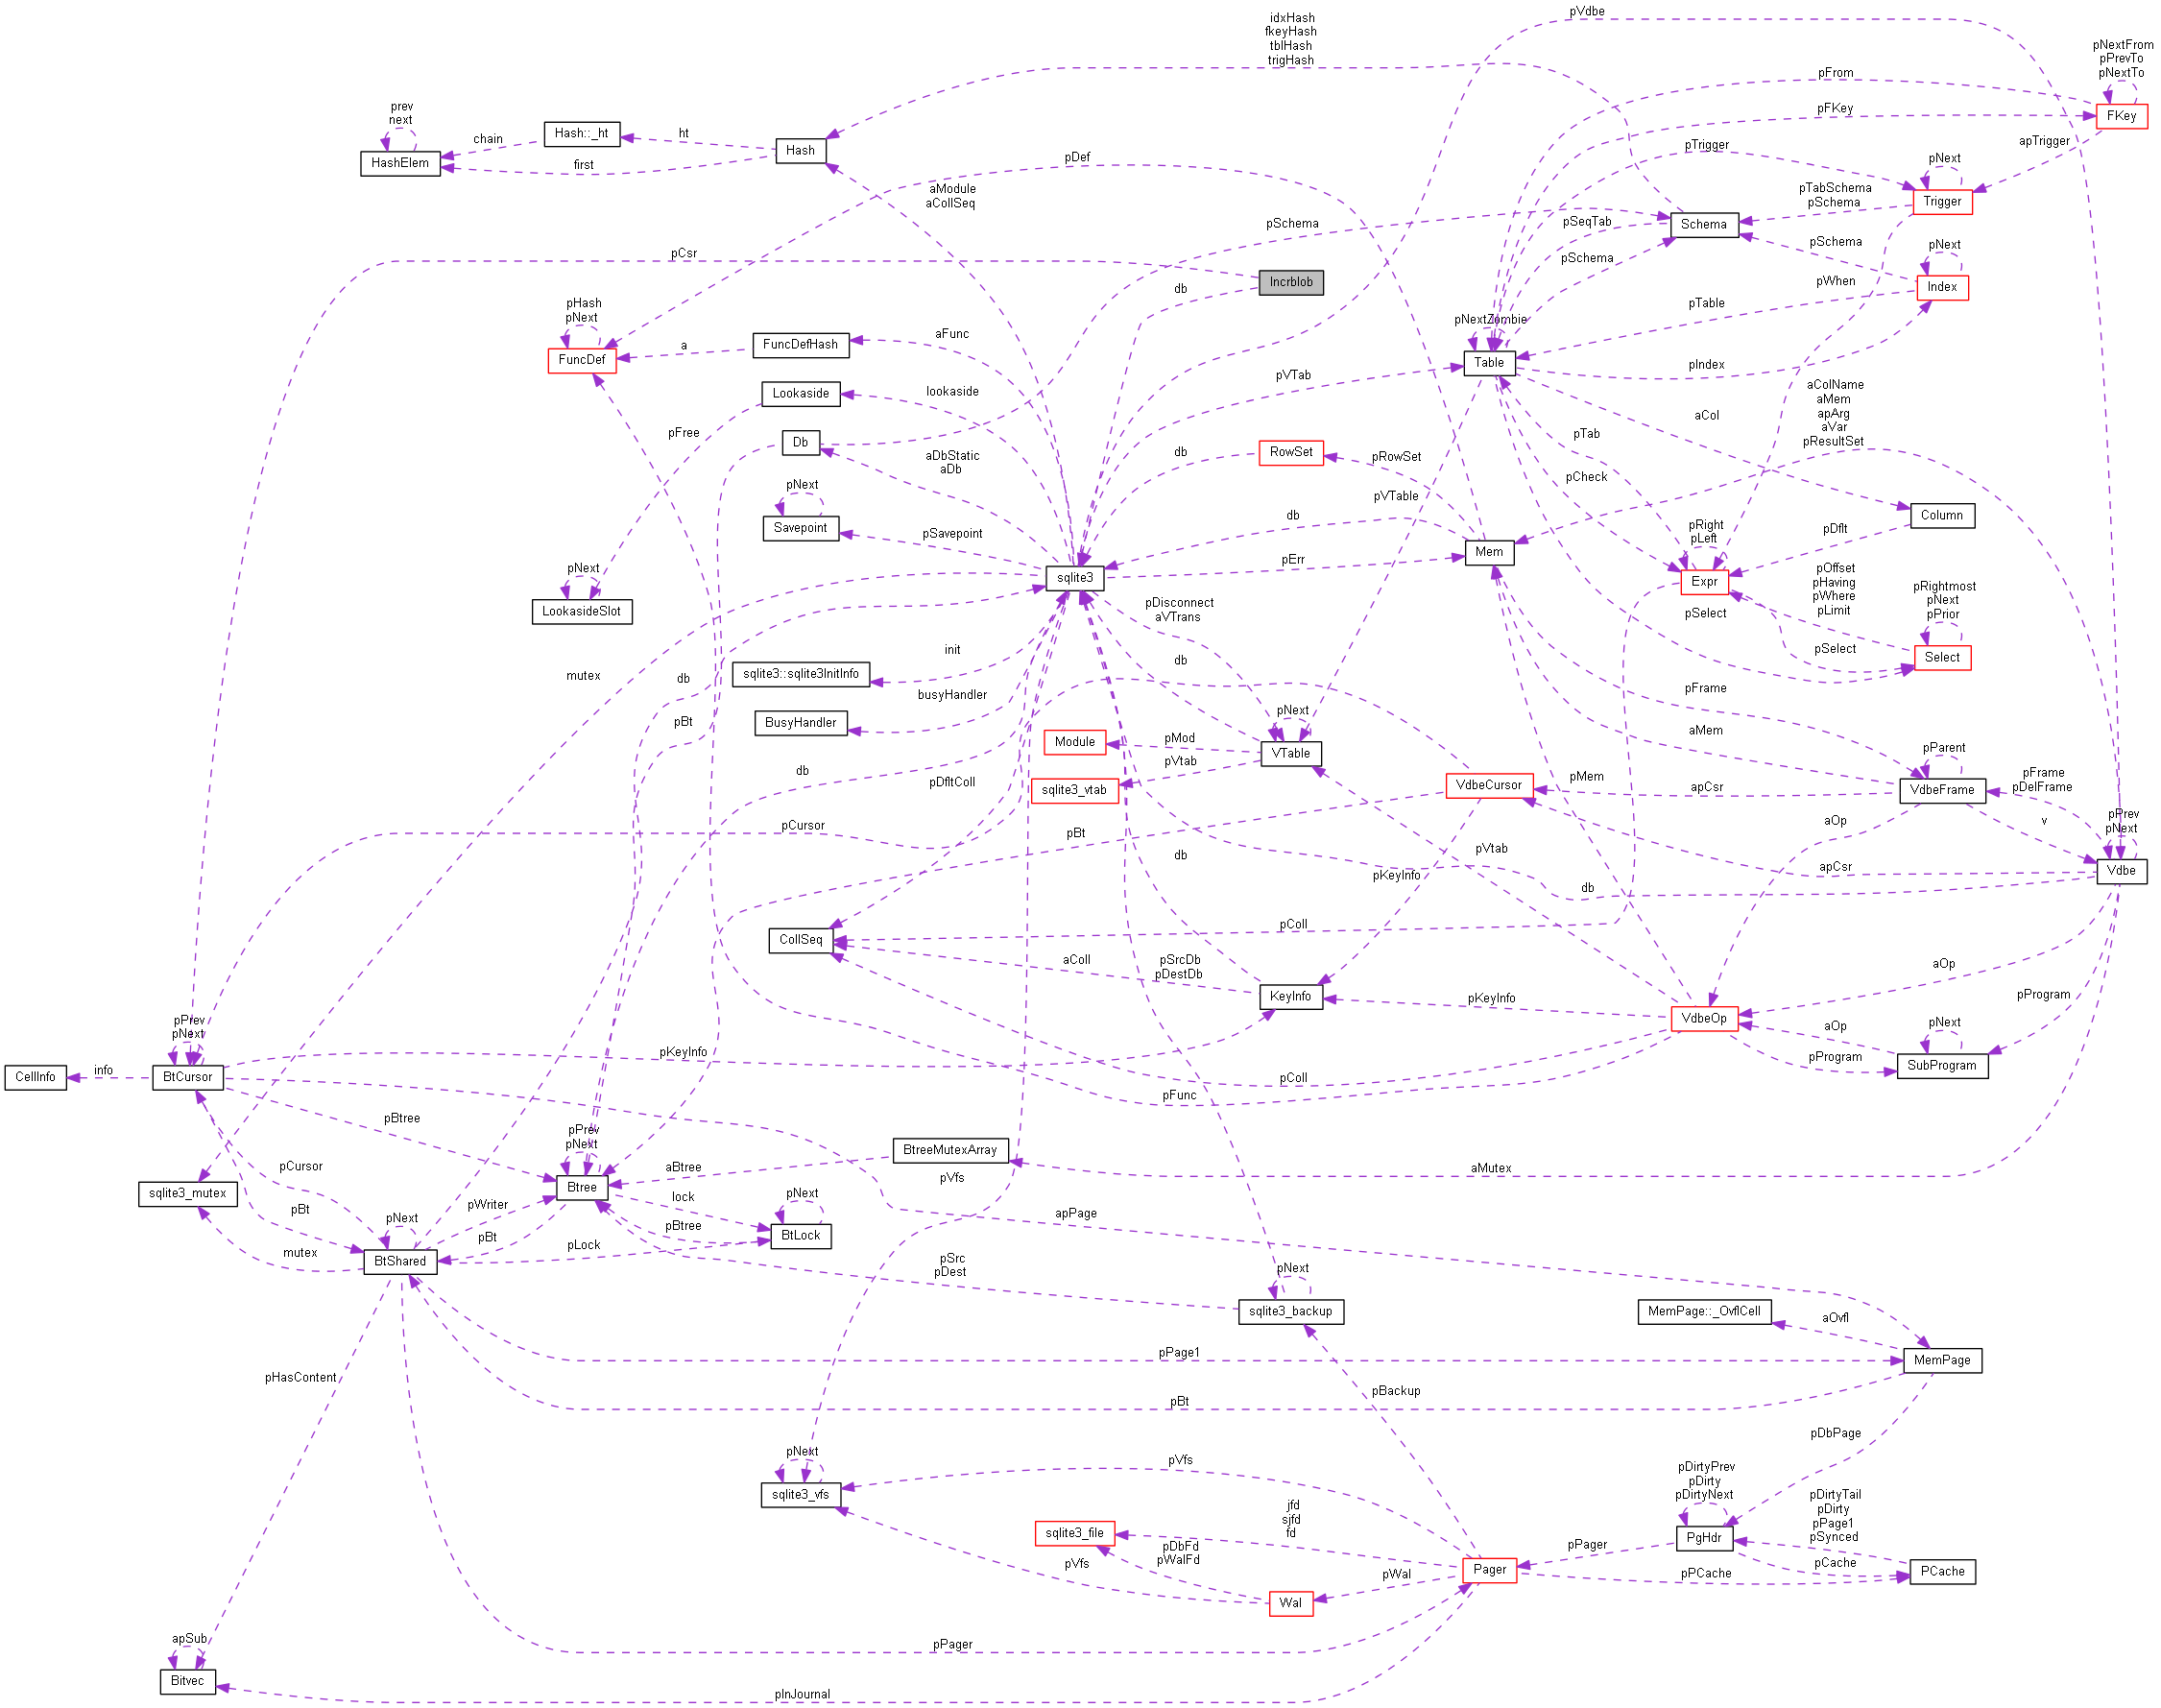 idxHash
fkeyHash
tblHash
trigHash
pVdbe
pNextFrom
pPrevTo
pNextTo
pFrom
prev
next
Hash::_ht
ht
chain
HashElem
first
Hash
pFKey
FKey
apTrigger
pDef
pTrigger
pNext
Trigger
aModule
aCollSeq
pTabSchema
pSchema
pSchema
pSeqTab
Schema
pCsr
pSchema
pSchema
pNext
Index
Incrblob
db
pWhen
pTable
pHash
pNext
FuncDef
a
FuncDefHash
aFunc
pNextZombie
Table
pVTab
pIndex
Lookaside
lookaside
pFree
aCol
aColName
aMem
apArg
aVar
pResultSet
Db
aDbStatic
aDb
RowSet
db
pRowSet
pTab
pCheck
pVTable
pNext
Savepoint
pSavepoint
db
Column
pDflt
pRight
pLeft
Expr
Mem
pErr
sqlite3
pNext
LookasideSlot
pOffset
pHaving
pWhere
pLimit
pRightmost
pNext
pPrior
Select
pSelect
pSelect
pDisconnect
aVTrans
mutex
db
init
sqlite3::sqlite3InitInfo
db
pFrame
busyHandler
BusyHandler
pBt
pNext
VTable
Module
pMod
pVtab
sqlite3_vtab
aMem
pParent
VdbeFrame
apCsr
VdbeCursor
pMem
db
pDfltColl
pFrame
pDelFrame
pPrev
pNext
Vdbe
v
aOp
pCursor
pBt
db
pVtab
pKeyInfo
apCsr
db
CollSeq
pColl
aColl
pSrcDb
pDestDb
KeyInfo
pKeyInfo
VdbeOp
aOp
pProgram
aOp
pNext
SubProgram
pProgram
pPrev
pNext
BtCursor
info
CellInfo
pKeyInfo
pColl
pFunc
pBtree
pPrev
pNext
Btree
aBtree
BtreeMutexArray
aMutex
pVfs
sqlite3_mutex
pCursor
pBt
pWriter
pBt
lock
pBtree
pNext
BtLock
pLock
pNext
BtShared
mutex
apPage
pSrc
pDest
pNext
sqlite3_backup
MemPage::_OvflCell
aOvfl
MemPage
pPage1
pBt
pHasContent
pBackup
pDbPage
pNext
sqlite3_vfs
pVfs
pDirtyPrev
pDirty
pDirtyNext
PgHdr
pDirtyTail
pDirty
pPage1
pSynced
pCache
PCache
jfd
sjfd
fd
sqlite3_file
pDbFd
pWalFd
pVfs
Wal
pWal
Pager
pPager
pPCache
pPager
apSub
Bitvec
pInJournal